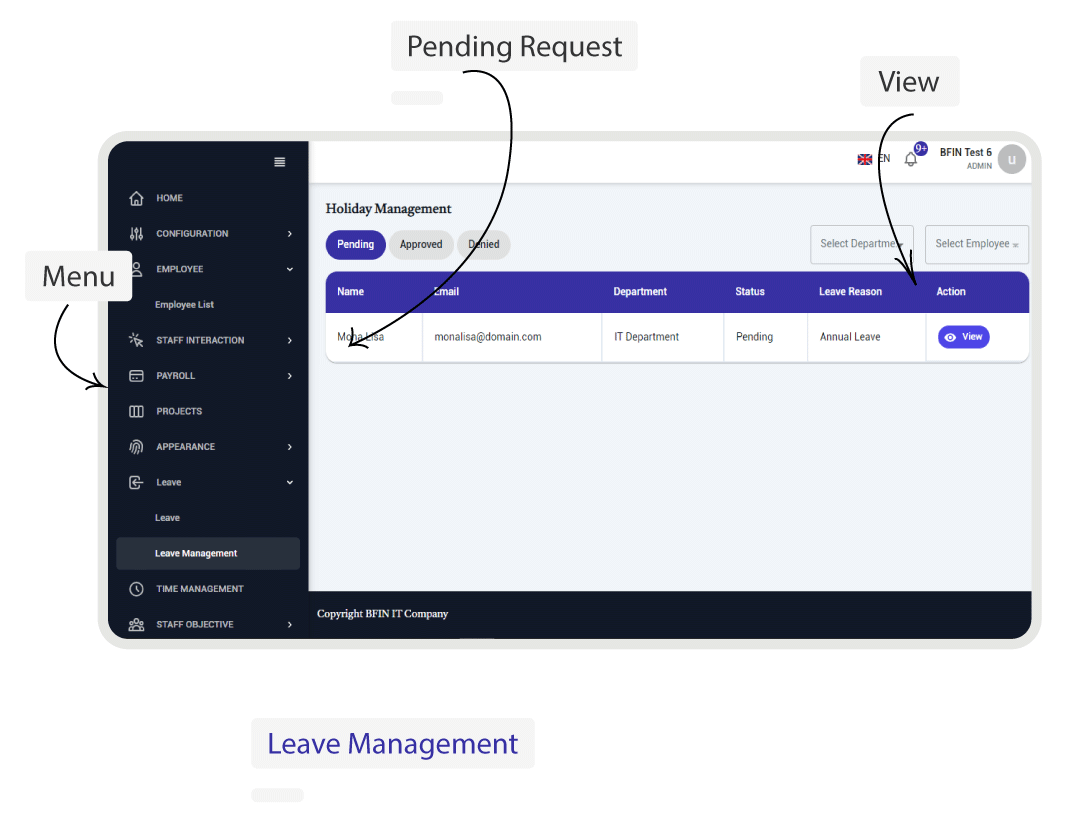 Pending Request
View
EN
9+
BFIN Test 6
ADMIN
u
Menu
HOME
CONFIGURATION
EMPLOYEE
Employee List
STAFF INTERACTION
PAYROLL
PROJECTS
APPEARANCE
Leave
Leave
Leave Management
TIME MANAGEMENT
STAFF OBJECTIVE
Holiday Management
Pending Approved Denied
Select Departme Select Employee
Name Email Department Status Leave Reason Action
Mona Lisa monalisa@domain.com IT Department Pending Annual Leave View
Copyright BFIN IT Company
Leave Management